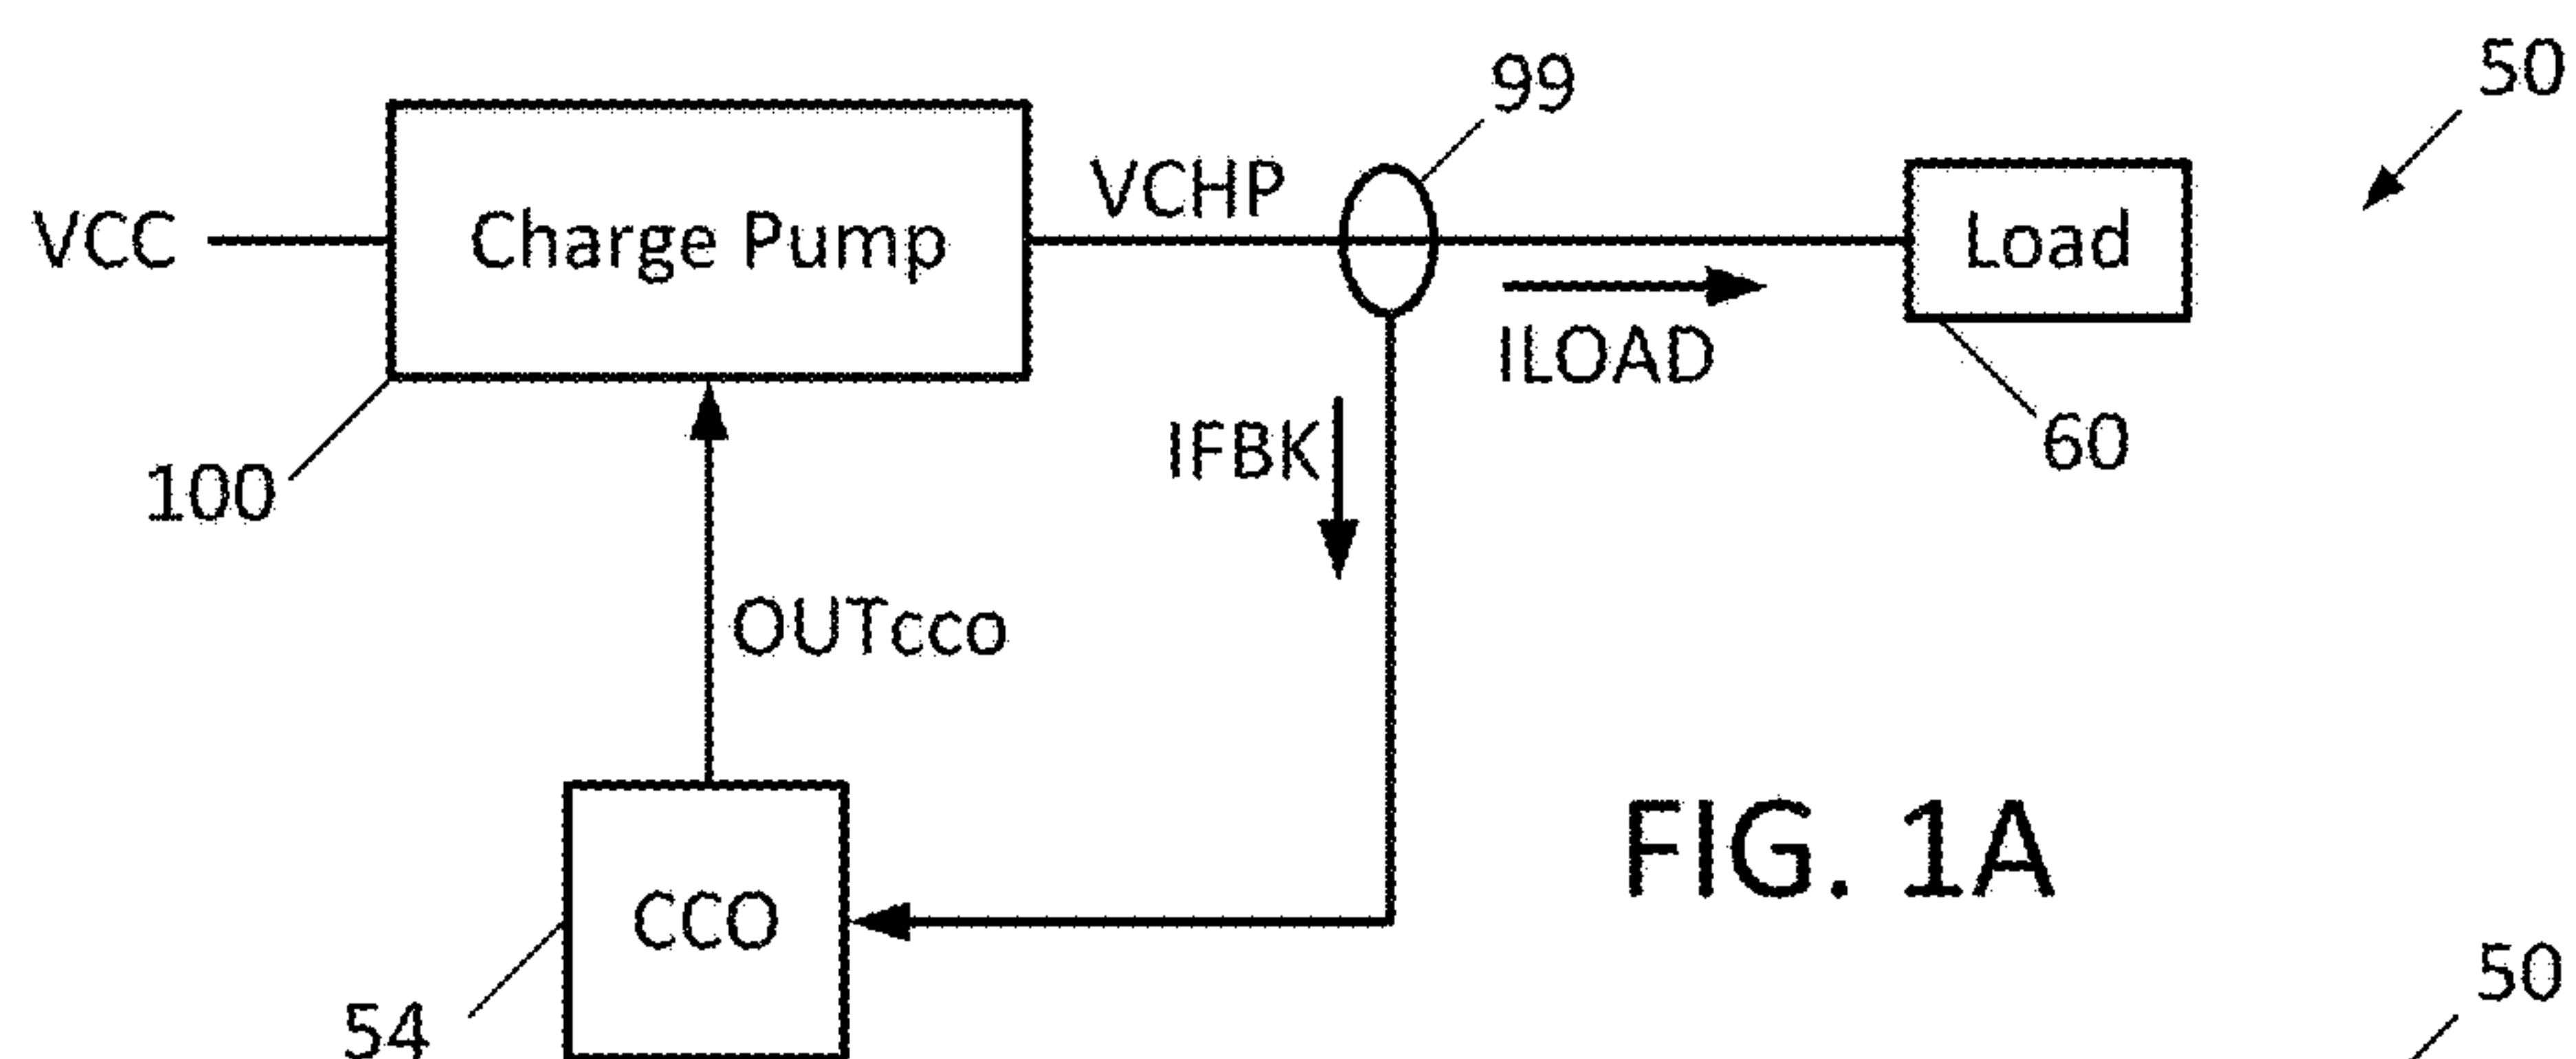 50
99
VCHP
VCC
Charge Pump
Load
ILOAD
IFBK
60
100
OUTcco
FIG. 1A
CCO
50
54